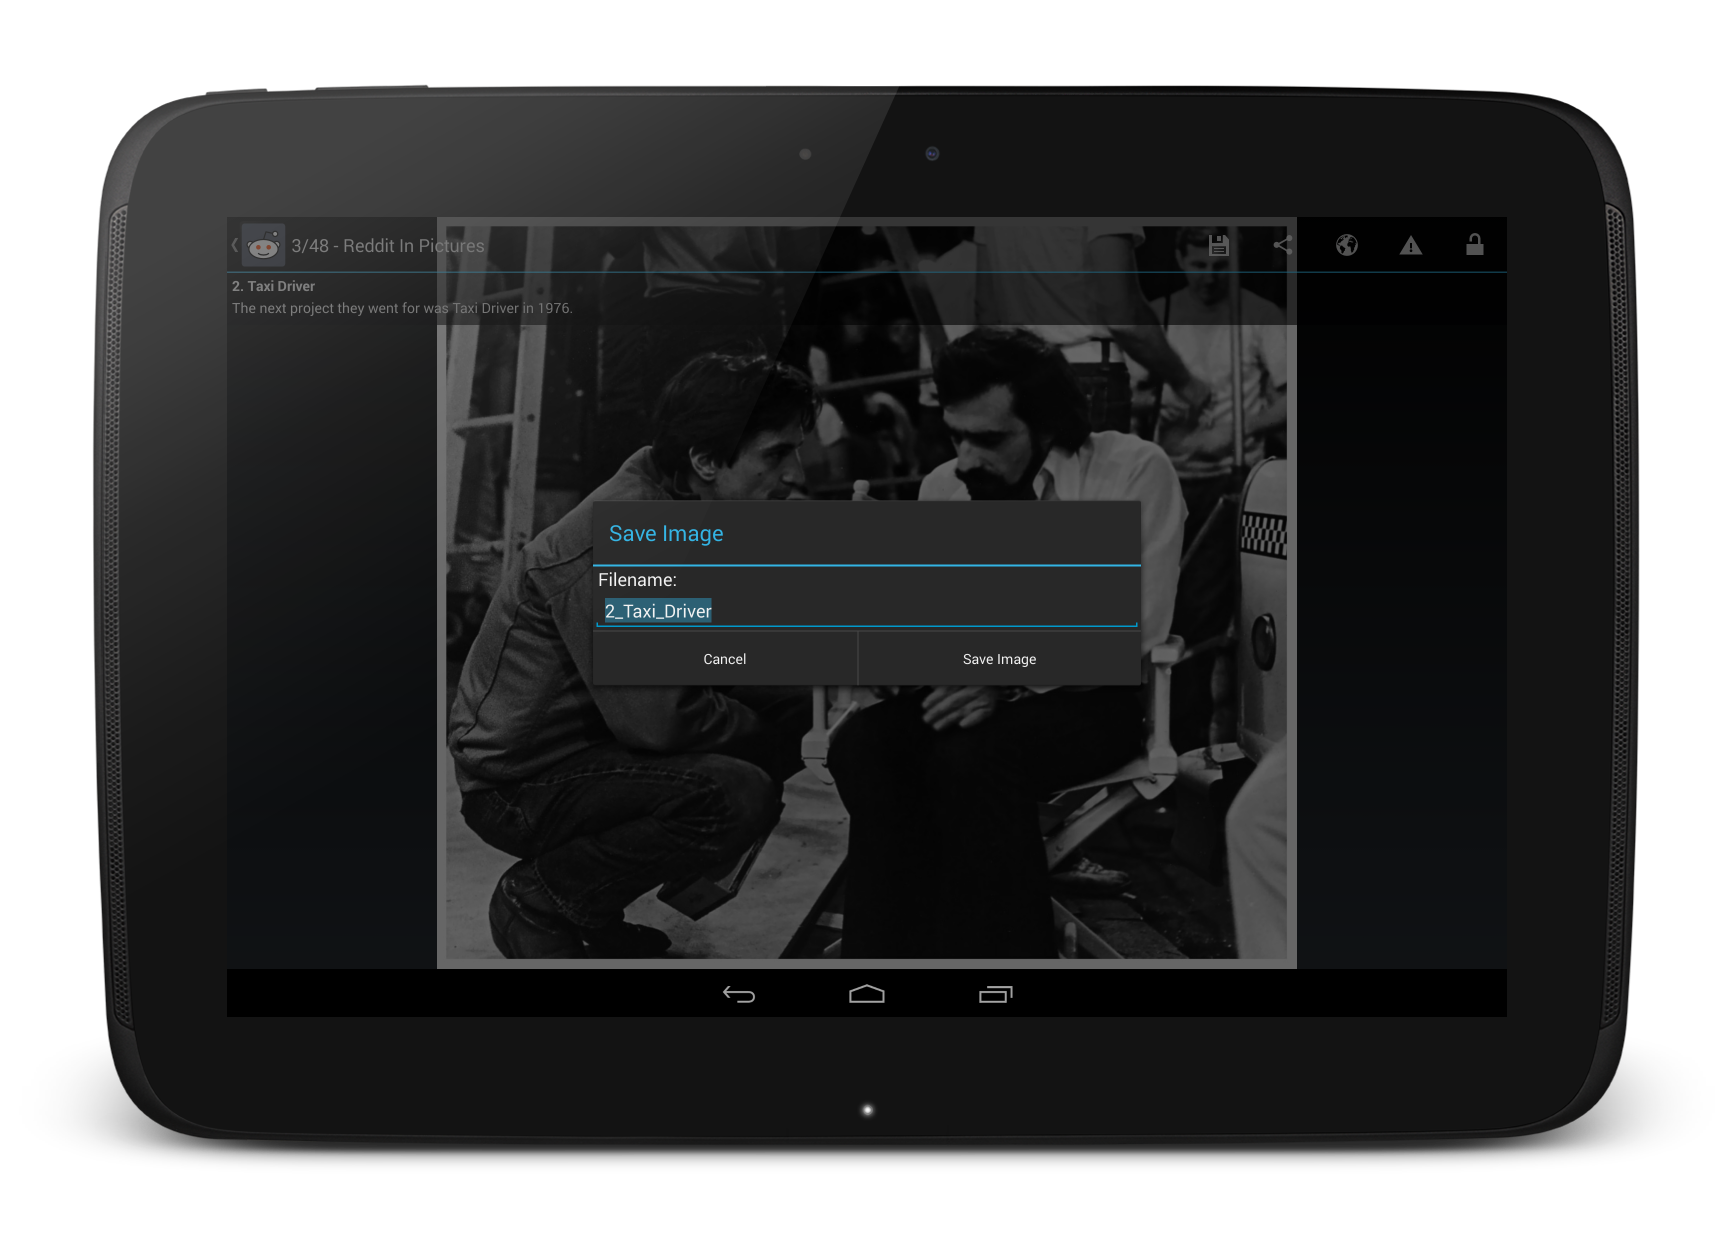 3/48 - Reddit In Pictures
2. Taxi Driver
The next project they went for was Taxi Driver in 1976.
Save Image
Filename:
2_Taxi_Driver
Cancel
Save Image